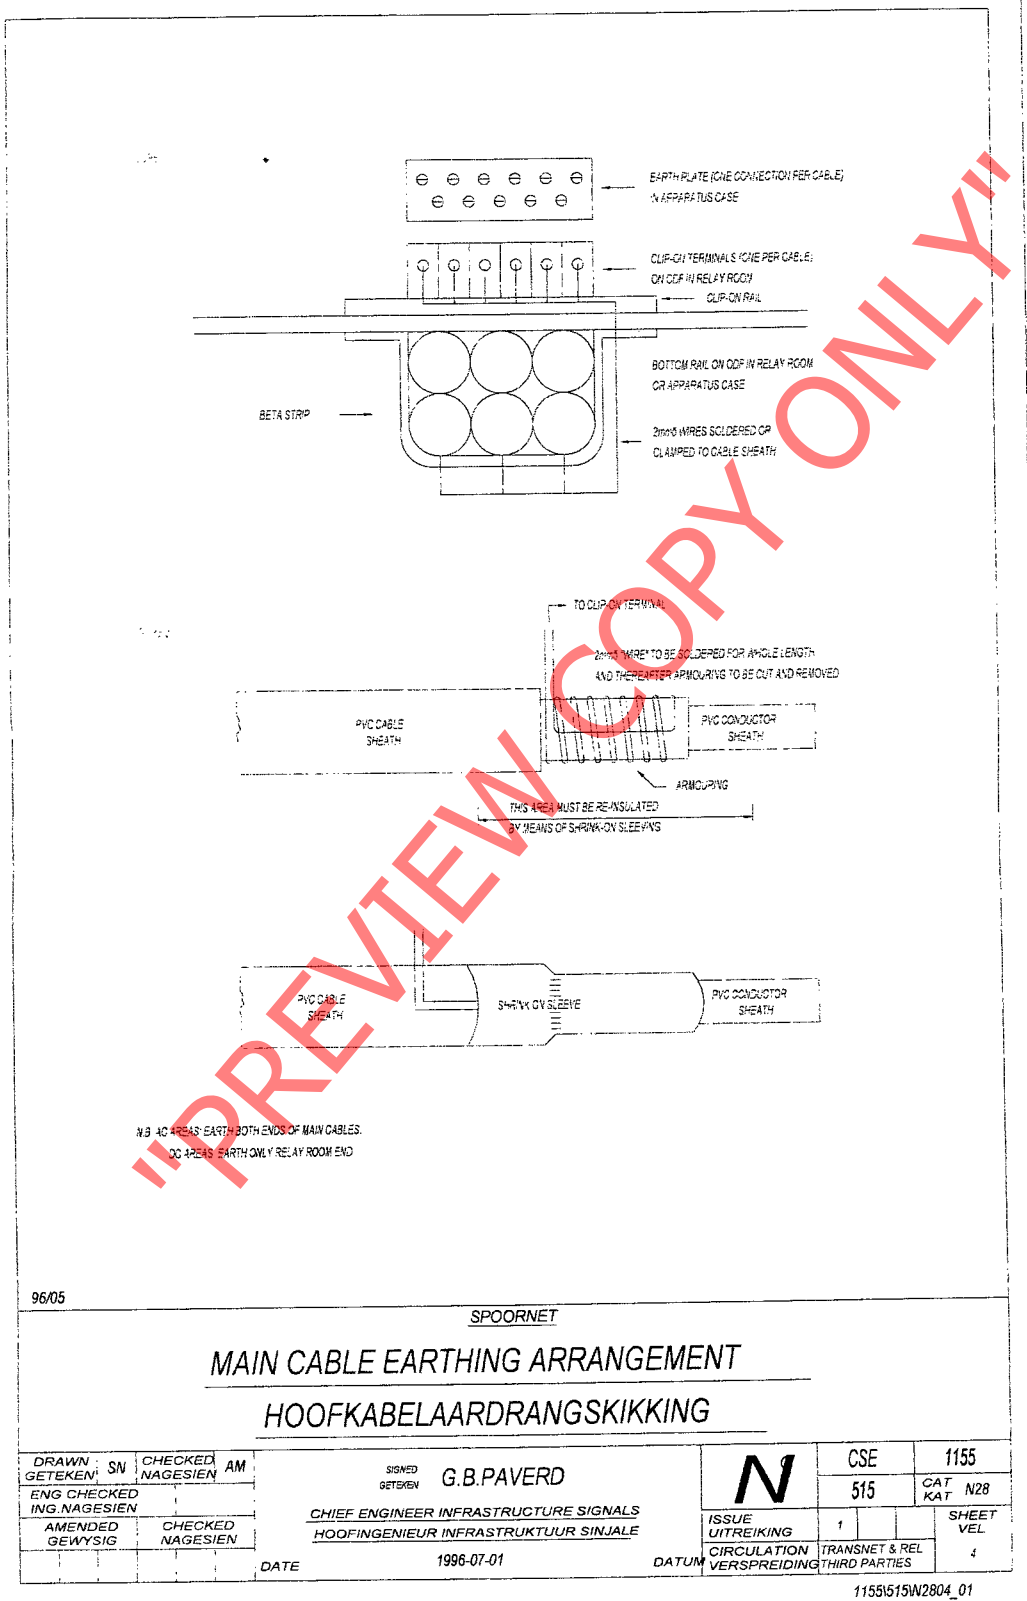 EARTH PLATE (ONE CONNECTION PER CABLE)
IN APPARATUS CASE
CLIP-ON TERMINALS (ONE PER CABLE)
ON ODF IN RELAY ROOM
CLIP-ON RAIL
BOTTOM RAIL ON ODF IN RELAY ROOM
OR APPARATUS CASE
BETA STRIP
WIRES SOLDERED OR
CLAMPED TO CABLE SHEATH
TO CLIP-ON TERMINAL
"WIRE" TO BE SOLDERED FOR WHOLE LENGTH
AND THEREAFTER ARMOURING TO BE CUT AND REMOVED
PVC CABLE
SHEATH
PVC CONDUCTOR
SHEATH
ARMOURING
THIS AREA MUST BE RE-INSULATED
BY MEANS OF SHRINK-ON SLEEVING
PVC CABLE
SHEATH
SHRINK ON SLEEVE
PVC CONDUCTOR
SHEATH
N.B. AC AREAS: EARTH BOTH ENDS OF MAIN CABLES.
DC AREAS: EARTH ONLY RELAY ROOM END
"PREVIEW COPY ONLY"
96/05
SPOORNET
MAIN CABLE EARTHING ARRANGEMENT
HOOFKABELAARDRANGSKIKKING
DRAWN
GETEKEN
SN
CHECKED
NAGESIEN
AM
ENG CHECKED
ING.NAGESIEN
AMENDED
GEWYSIG
CHECKED
NAGESIEN
SIGNED
GETEKEN
G.B.PAVERD
CHIEF ENGINEER INFRASTRUCTURE SIGNALS
HOOFINGENIEUR INFRASTRUKTUUR SINJALE
DATE
1996-07-01
DATUM
N
CSE
1155
515
CAT
KAT
N28
ISSUE
UITREIKING
1
SHEET
VEL
4
CIRCULATION
VERSPREIDING
TRANSNET & REL
THIRD PARTIES
1155\515\N2804_01